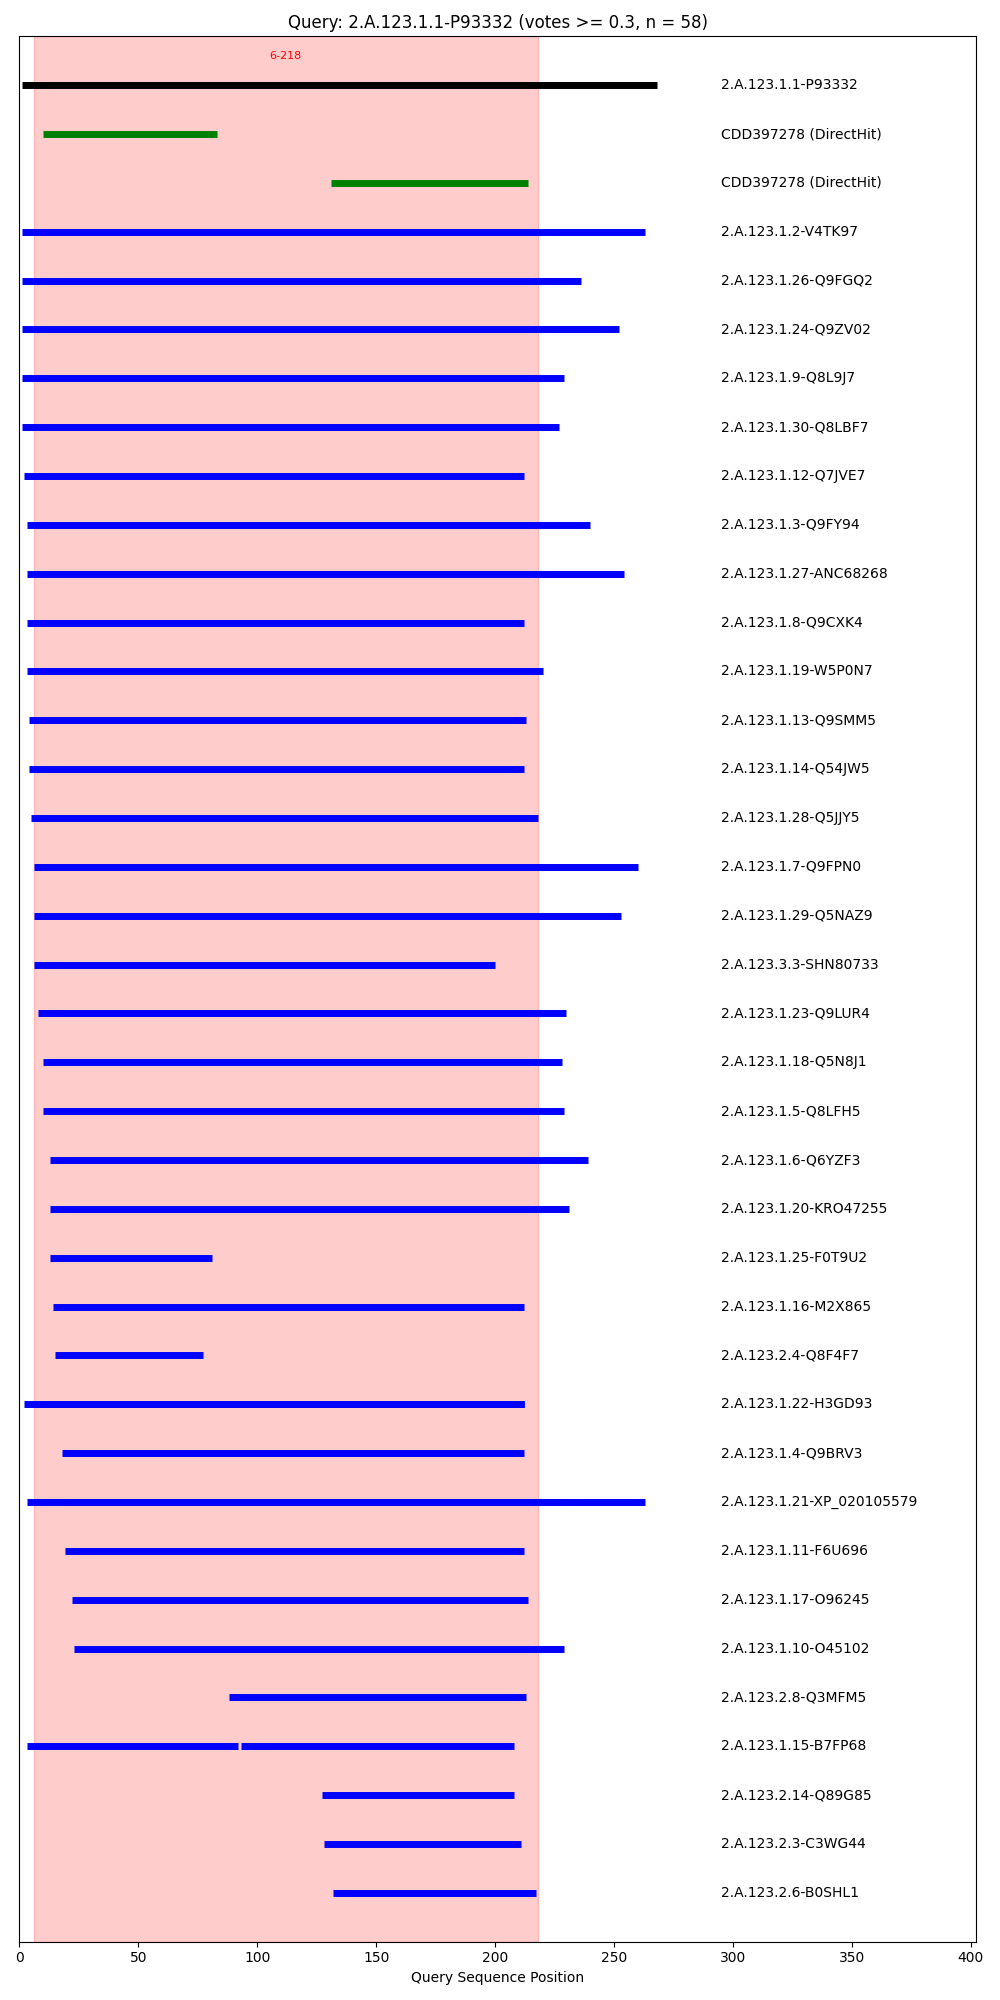 Query: 2.A.123.1.1-P93332 (votes >= 0.3, n = 58)
6-218
2.A.123.1.1-P93332
CDD397278 (DirectHit)
CDD397278 (DirectHit)
2.A.123.1.2-V4TK97
2.A.123.1.26-Q9FGQ2
2.A.123.1.24-Q9ZV02
2.A.123.1.9-Q8L9J7
2.A.123.1.30-Q8LBF7
2.A.123.1.12-Q7JVE7
2.A.123.1.3-Q9FY94
2.A.123.1.27-ANC68268
2.A.123.1.8-Q9CXK4
2.A.123.1.19-W5P0N7
2.A.123.1.13-Q9SMM5
2.A.123.1.14-Q54JW5
2.A.123.1.28-Q5JJY5
2.A.123.1.7-Q9FPN0
2.A.123.1.29-Q5NAZ9
2.A.123.3.3-SHN80733
2.A.123.1.23-Q9LUR4
2.A.123.1.18-Q5N8J1
2.A.123.1.5-Q8LFH5
2.A.123.1.6-Q6YZF3
2.A.123.1.20-KRO47255
2.A.123.1.25-F0T9U2
2.A.123.1.16-M2X865
2.A.123.2.4-Q8F4F7
2.A.123.1.22-H3GD93
2.A.123.1.4-Q9BRV3
2.A.123.1.21-XP_020105579
2.A.123.1.11-F6U696
2.A.123.1.17-O96245
2.A.123.1.10-O45102
2.A.123.2.8-Q3MFM5
2.A.123.1.15-B7FP68
2.A.123.2.14-Q89G85
2.A.123.2.3-C3WG44
2.A.123.2.6-B0SHL1
0 50 100 150 200 250 300 350 400
Query Sequence Position